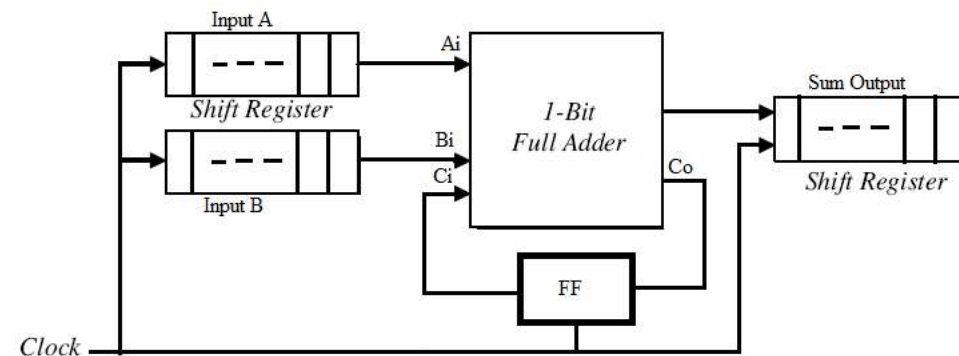 Input A
Shift Register
Input B
Ai
Bi
Ci
1-Bit
Full Adder
Co
Sum Output
Shift Register
FF
Clock